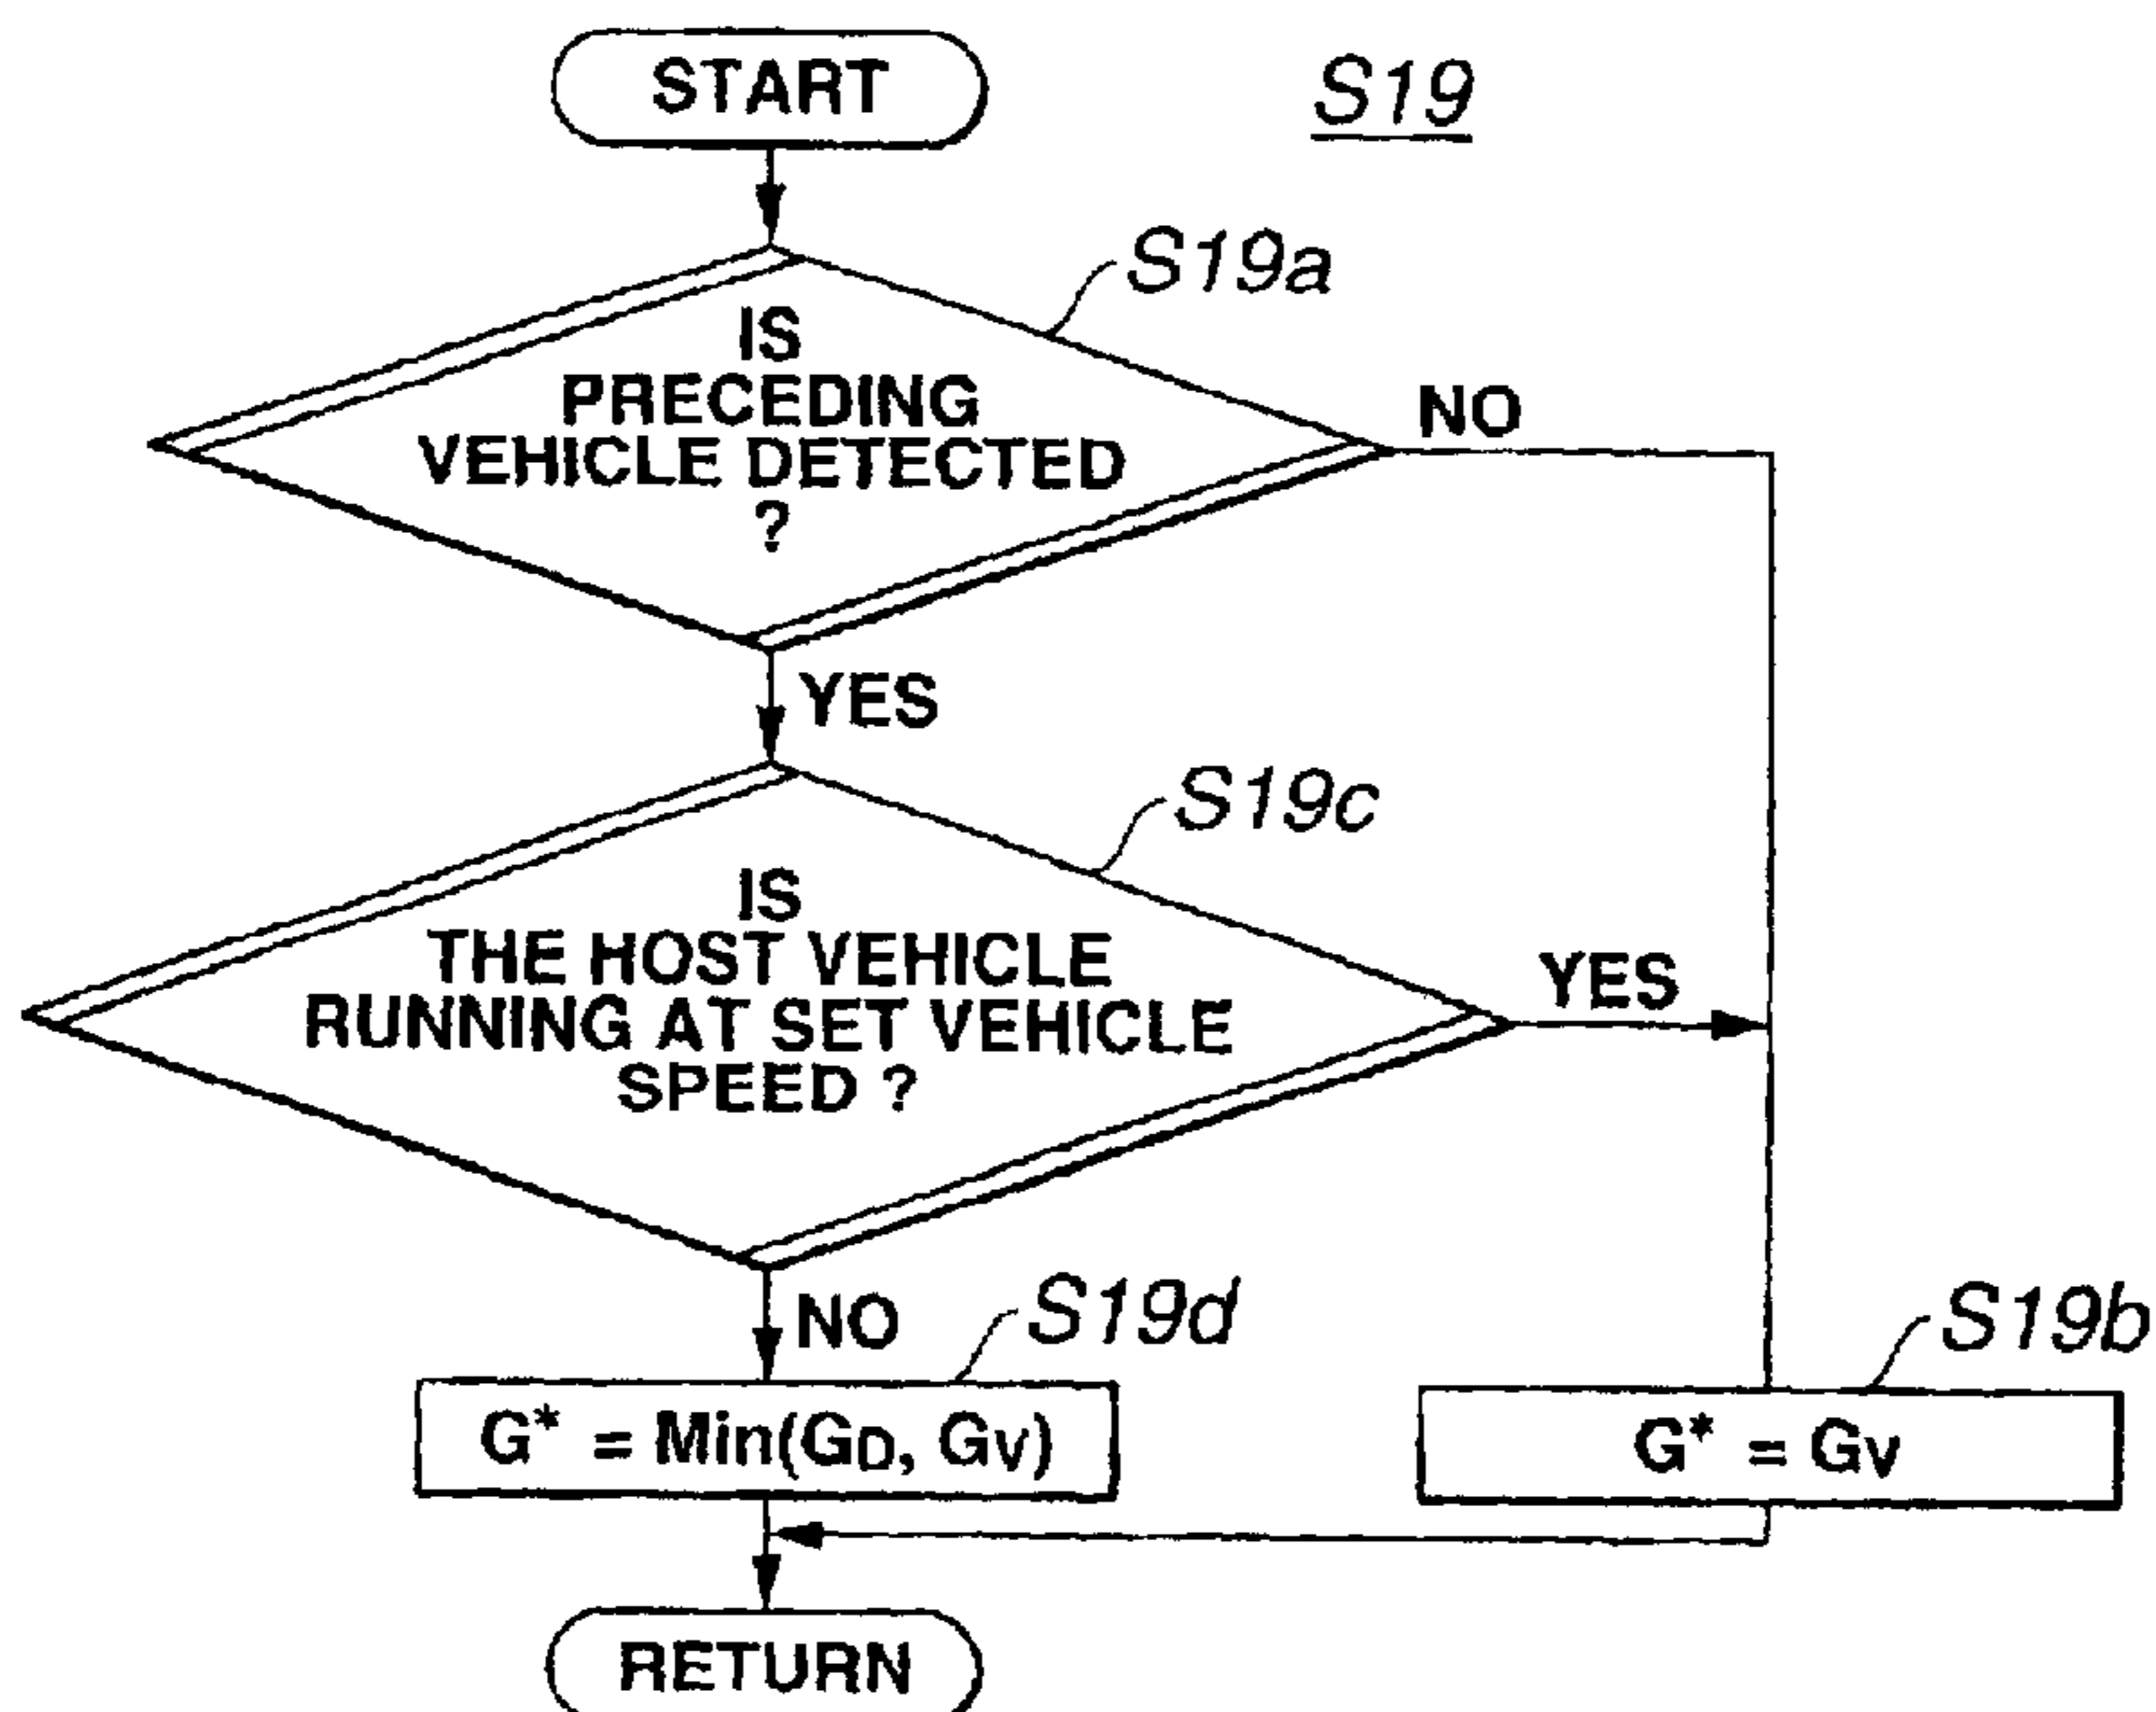 START
S19
S19a
IS
PRECEDING
VEHICLE DETECTED
?
NO
YES
S19c
IS
THE HOST VEHICLE
RUNNING AT SET VEHICLE
SPEED ?
YES
NO
S19d
S19b
G* = Min(GD, GV)
G* = GV
RETURN